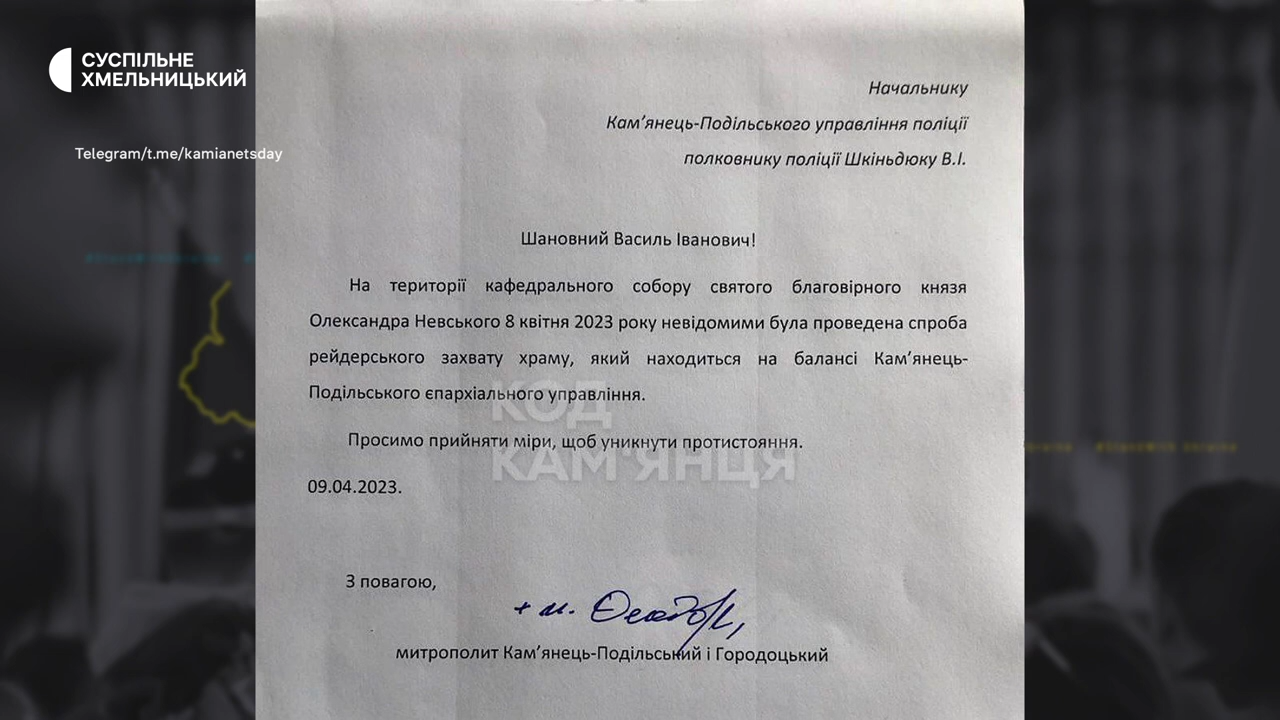 СУСПІЛЬНЕ
ХМЕЛЬНИЦЬКИЙ
Telegram/t.me/kamianetsday
Начальнику
Кам’янець-Подільського управління поліції
полковнику поліції Шкіньдюку В.І.
Шановний Василь Іванович!
На території кафедрального собору святого благовірного князя
Олександра Невського 8 квітня 2023 року невідомими була проведена спроба
рейдерського захвату храму, який находиться на балансі Кам’янець-
Подільського єпархіального управління.
КОД
Просимо прийняти міри, щоб уникнути протистояння.
КАМ'ЯНЦЯ
09.04.2023.
З повагою,
+ м.
митрополит Кам’янець-Подільський і Городоцький